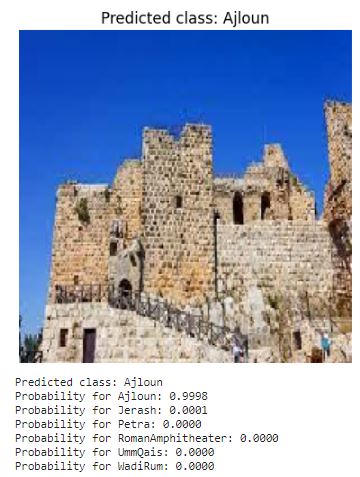 Predicted class: Ajloun
Predicted class: Ajloun
Probability for Ajloun: 0.9998
Probability for Jerash: 0.0001
Probability for Petra: 0.0000
Probability for RomanAmphitheater: 0.0000
Probability for UmmQais: 0.0000
Probability for WadiRum: 0.0000